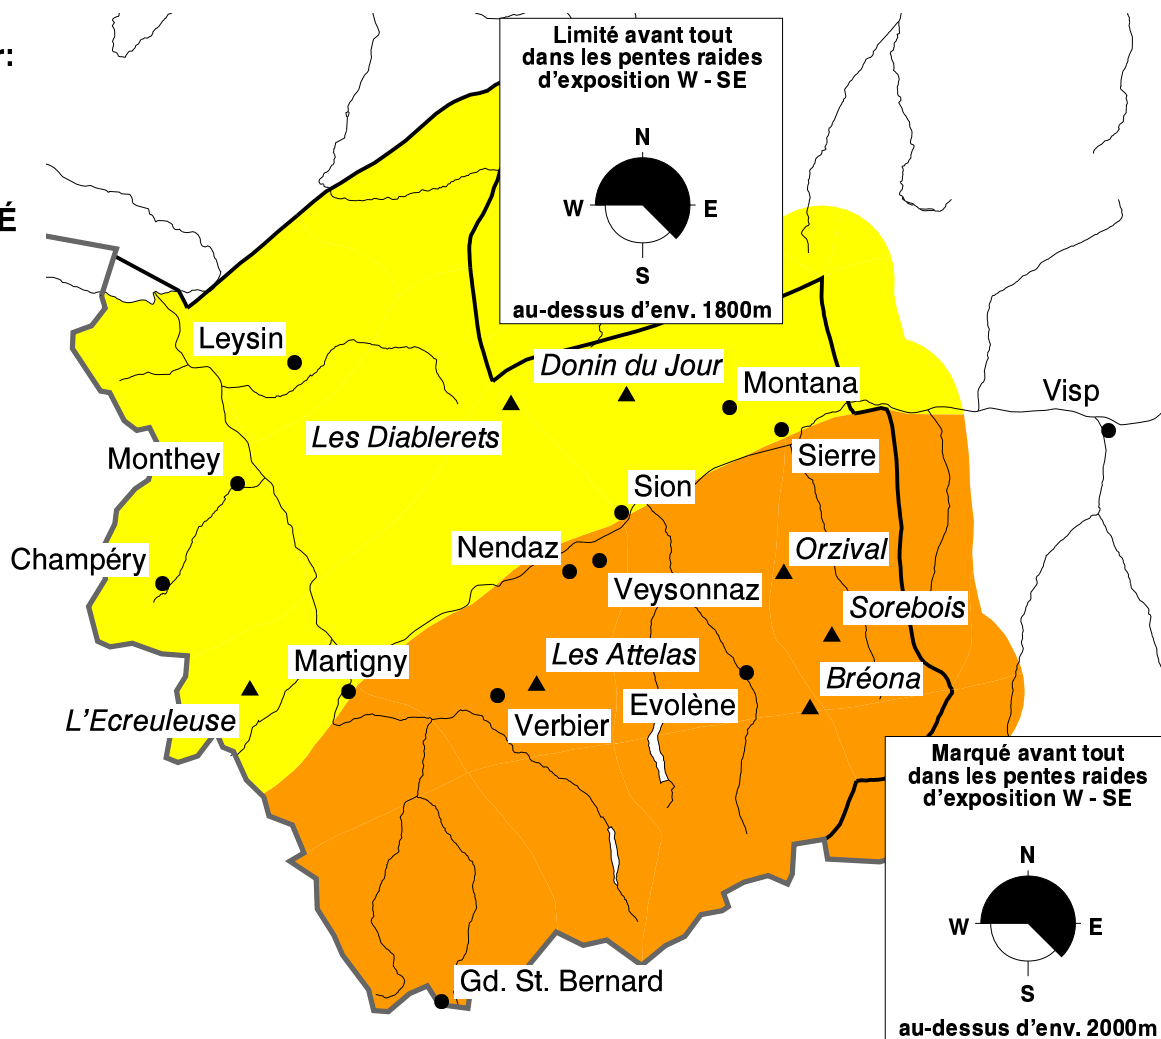 r:
É
Limité avant tout
dans les pentes raides
d'exposition W - SE
N
W
E
S
au-dessus d'env. 1800m
Leysin
Donin du Jour
Montana
Visp
Les Diablerets
Monthey
Sierre
Sion
Champéry
Nendaz
Orzival
Veysonnaz
Sorebois
Martigny
Les Attelas
Bréona
L'Ecreuleuse
Verbier
Evolène
Marqué avant tout
dans les pentes raides
d'exposition W - SE
N
W
E
S
au-dessus d'env. 2000m
Gd. St. Bernard